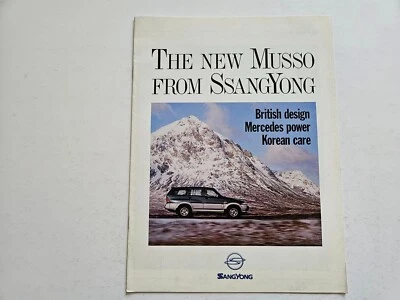 The new Musso
from SsangYong
British design
Mercedes power
Korean care
SSANGYONG